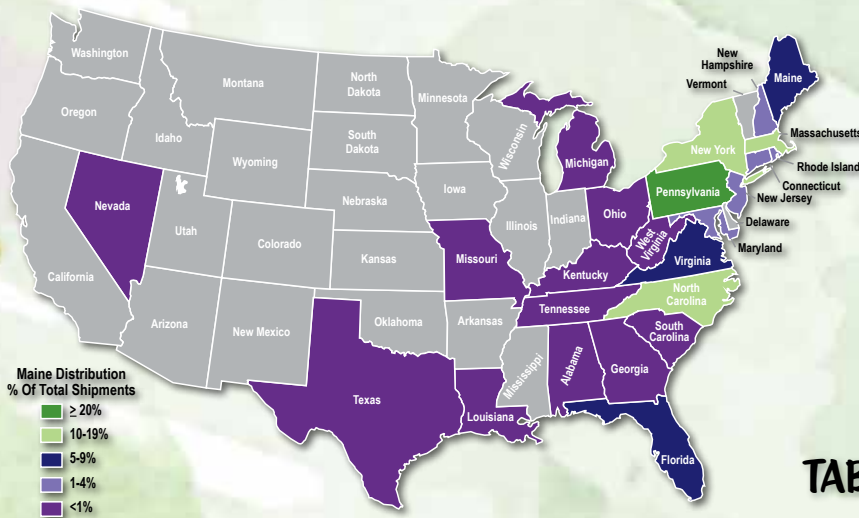 Washington
Oregon
California
Nevada
Idaho
Montana
Wyoming
Utah
Arizona
Colorado
New Mexico
North
Dakota
South
Dakota
Nebraska
Kansas
Oklahoma
Texas
Minnesota
Iowa
Missouri
Arkansas
Louisiana
Wisconsin
Illinois
Indiana
Michigan
Ohio
Kentucky
Tennessee
Mississippi
Alabama
Georgia
Florida
South
Carolina
North
Carolina
Virginia
West
Virginia
Pennsylvania
New York
Vermont
New
Hampshire
Maine
Massachusetts
Rhode Island
Connecticut
New Jersey
Delaware
Maryland
Maine Distribution
% Of Total Shipments
≥ 20%
10-19%
5-9%
1-4%
<1%
TAB